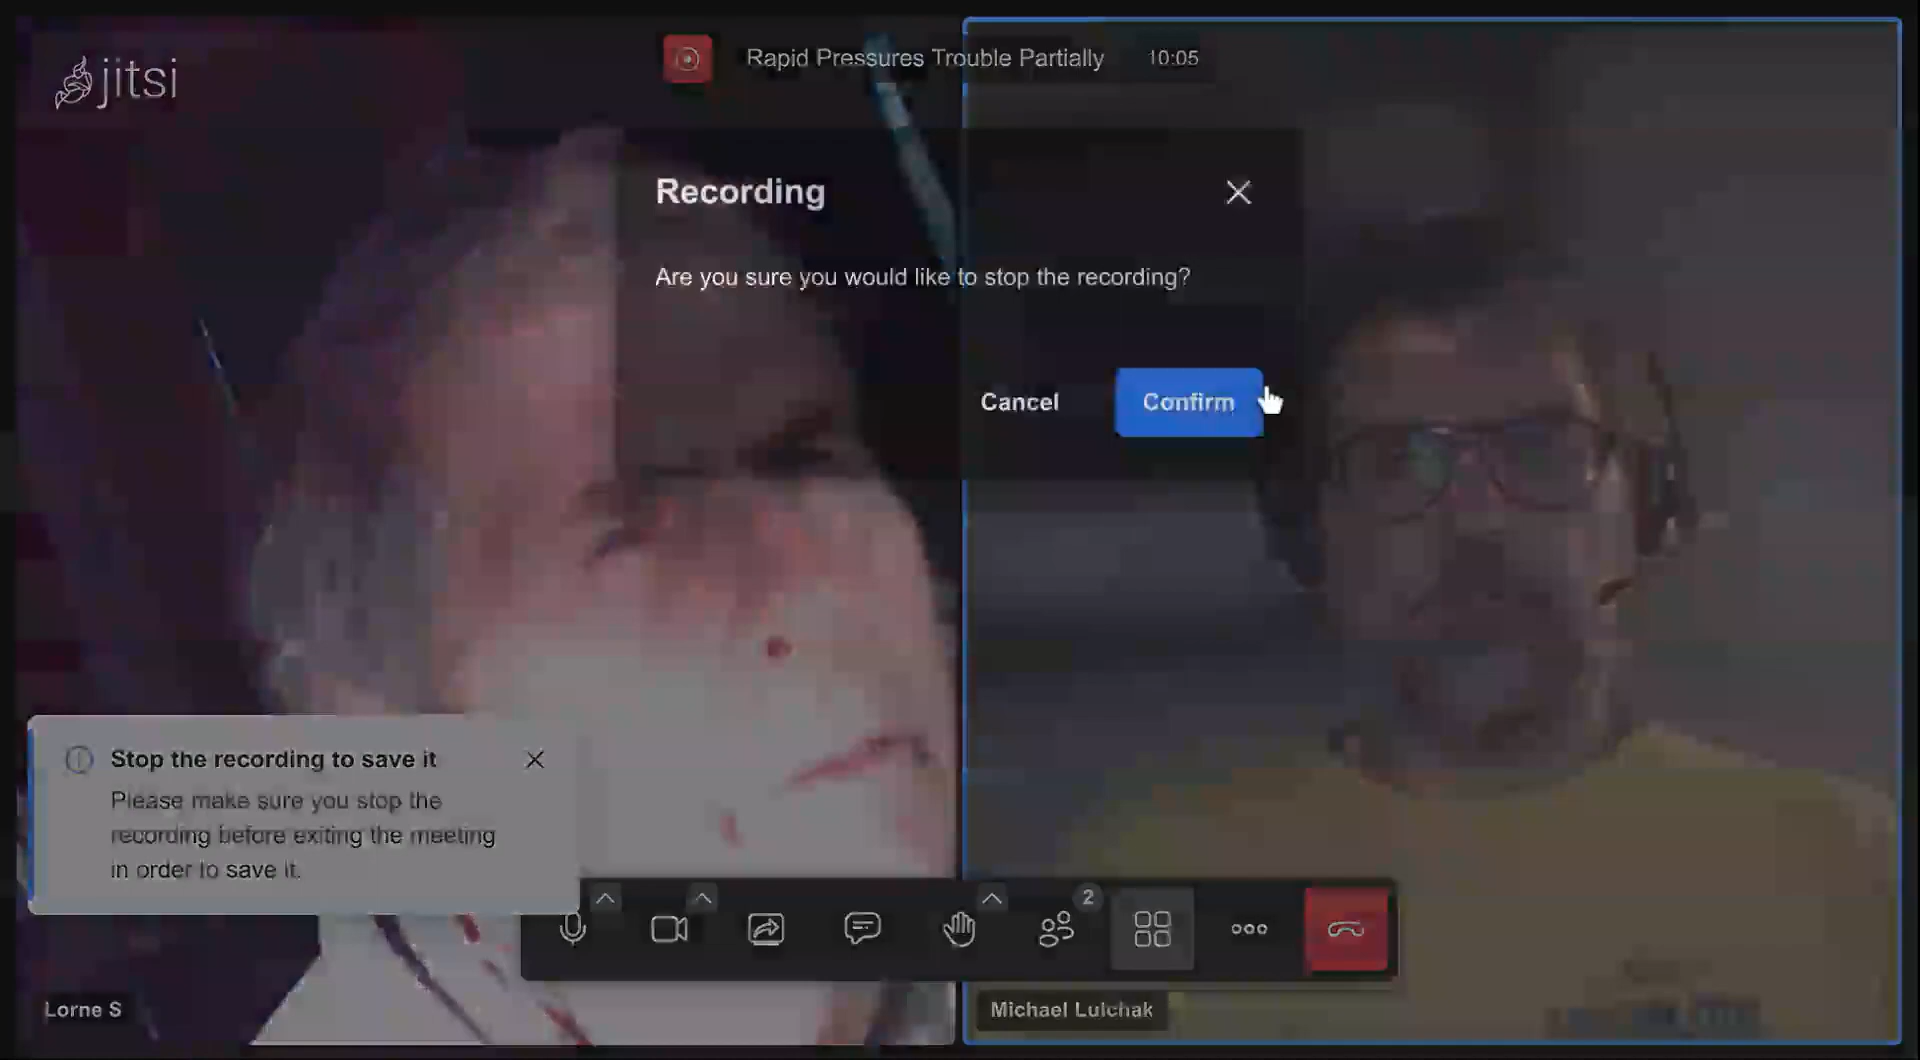 jitsi
Rapid Pressures Trouble Partially 10:05
Recording
Are you sure you would like to stop the recording?
Cancel
Confirm
Stop the recording to save it
Please make sure you stop the
recording before exiting the meeting
in order to save it.
2
Lorne S
Michael Lulchak